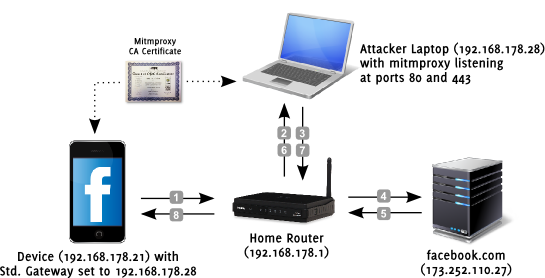 Mitmproxy
CA Certificate
Attacker Laptop (192.168.178.28)
with mitmproxy listening
at ports 80 and 443
2 3
6 7
1
8
4
5
f
Home Router
(192.168.178.1)
Device (192.168.178.21) with
Std. Gateway set to 192.168.178.28
facebook.com
(173.252.110.27)